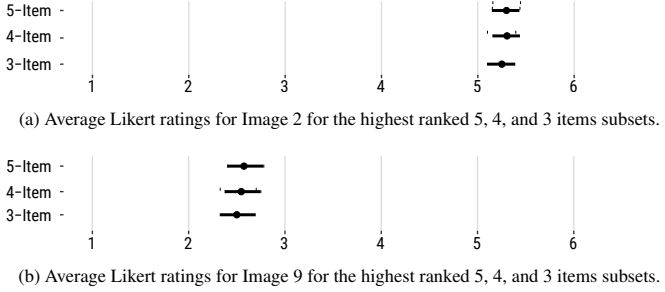 5-Item
4-Item
3-Item
1 2 3 4 5 6
(a) Average Likert ratings for Image 2 for the highest ranked 5, 4, and 3 items subsets.
5-Item
4-Item
3-Item
1 2 3 4 5 6
(b) Average Likert ratings for Image 9 for the highest ranked 5, 4, and 3 items subsets.